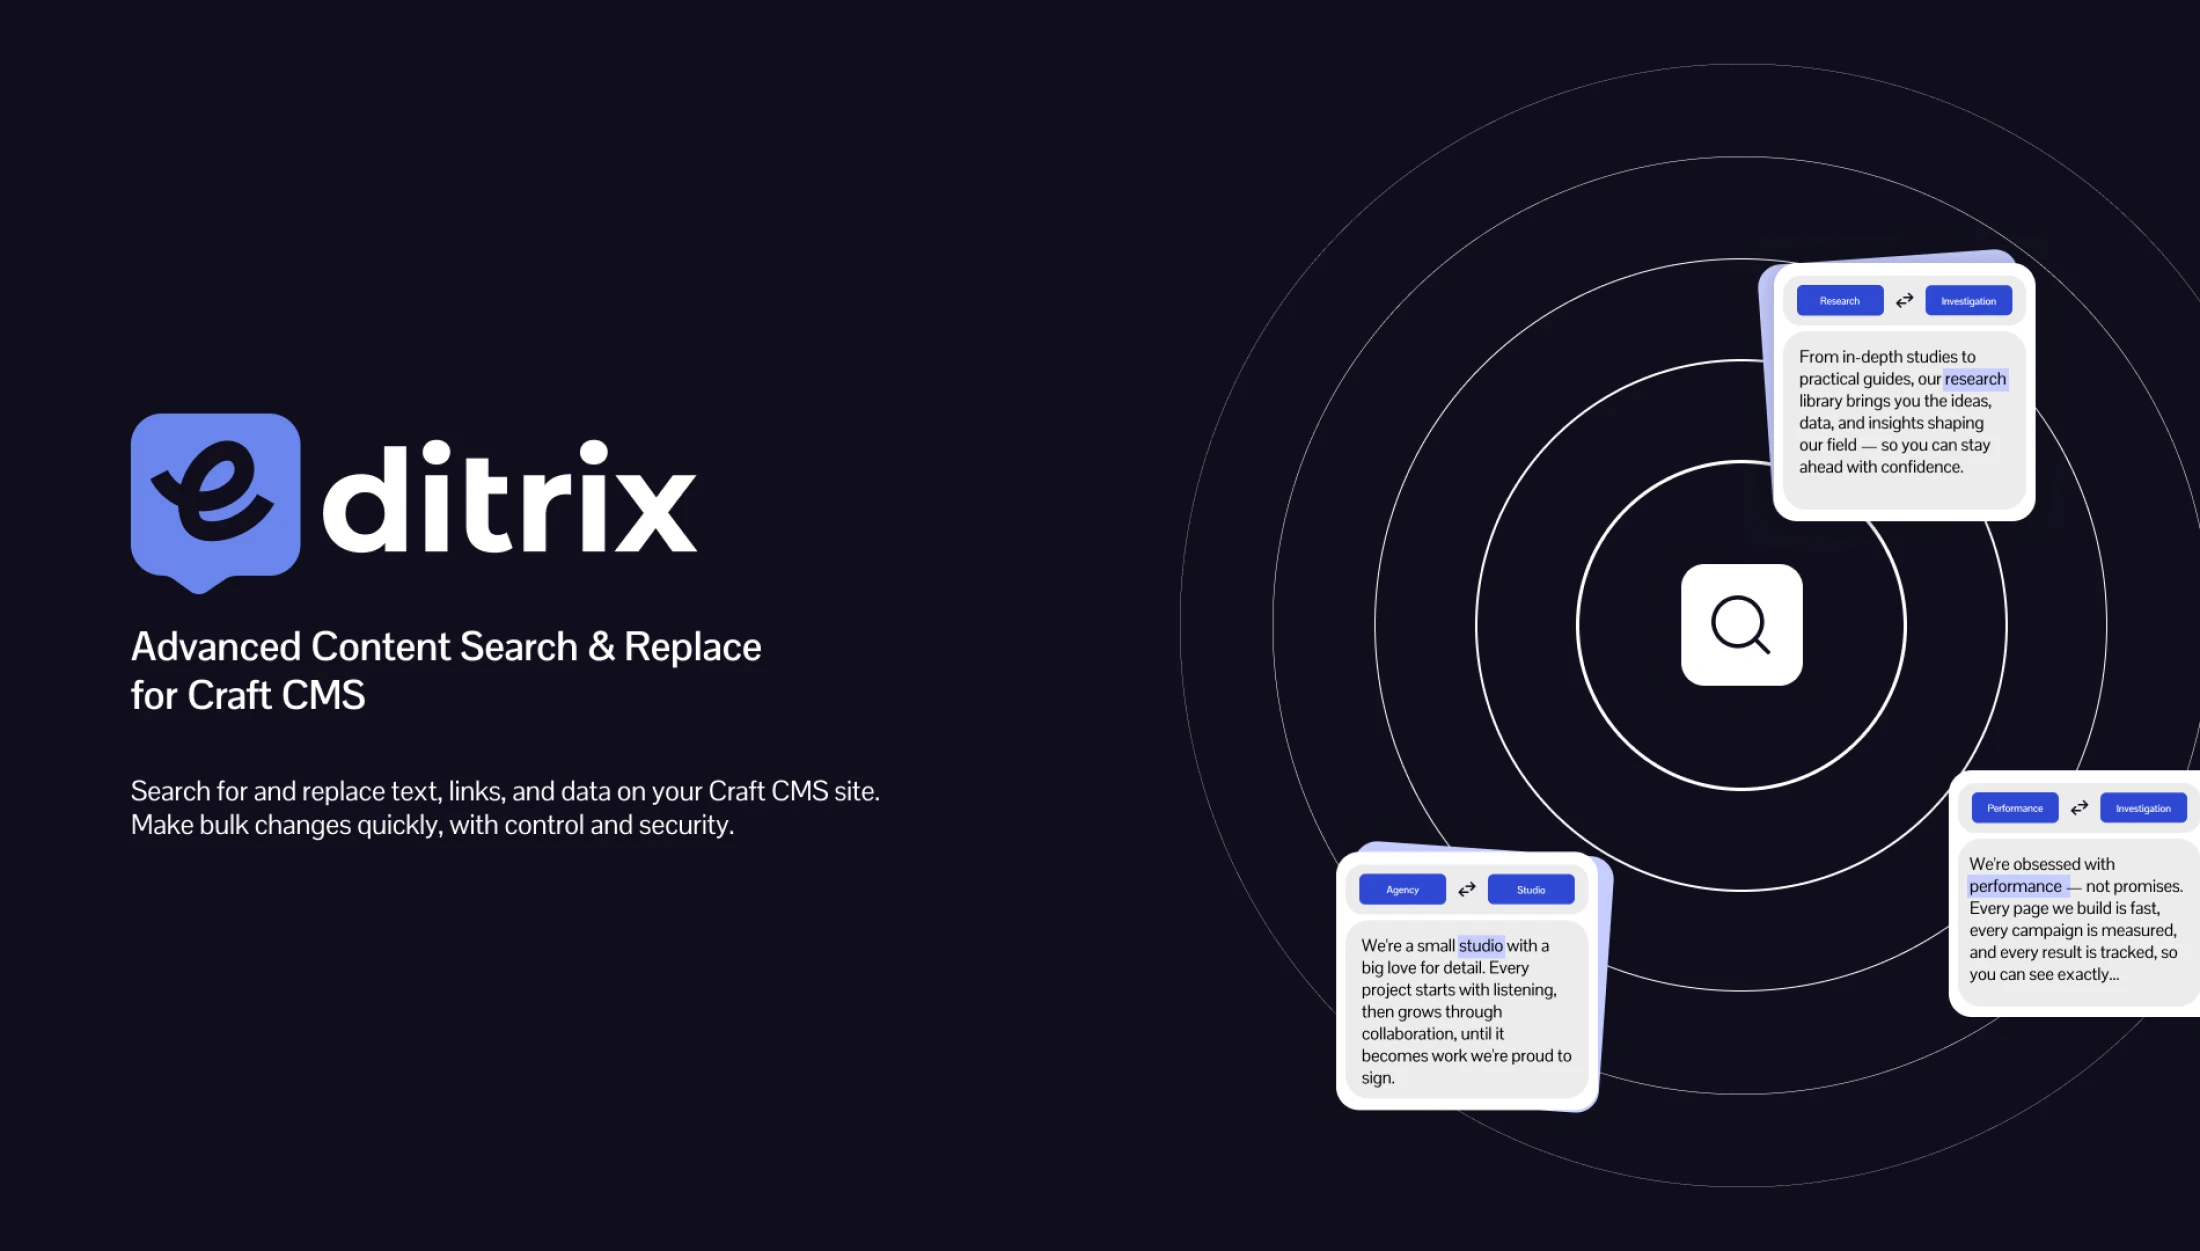 editrix
Advanced Content Search & Replace
for Craft CMS
Search for and replace text, links, and data on your Craft CMS site.
Make bulk changes quickly, with control and security.
Research
Investigation
From in-depth studies to
practical guides, our research
library brings you the ideas,
data, and insights shaping
our field — so you can stay
ahead with confidence.
Performance
Investigation
We're obsessed with
performance — not promises.
Every page we build is fast,
every campaign is measured,
and every result is tracked, so
you can see exactly...
Agency
Studio
We're a small studio with a
big love for detail. Every
project starts with listening,
then grows through
collaboration, until it
becomes work we're proud to
sign.